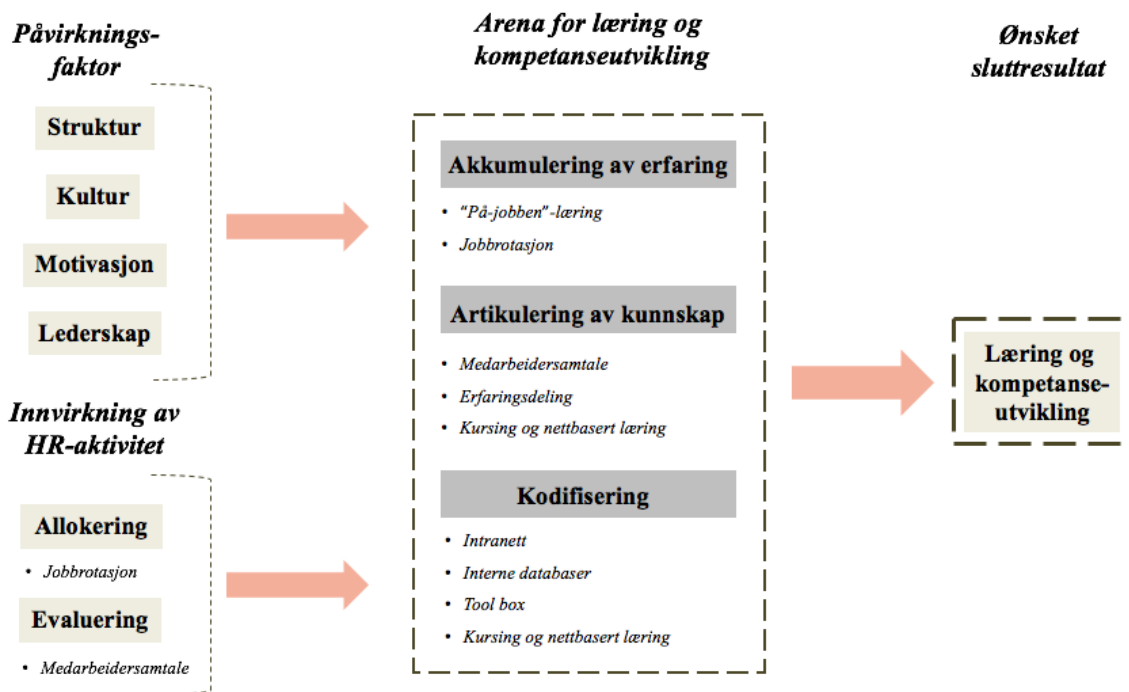 Påvirknings-
faktor
Struktur
Kultur
Motivasjon
Lederskap
Innvirkning av
HR-aktivitet
Allokering
• Jobbrotasjon
Evaluering
• Medarbeidersamtale
Arena for læring og
kompetanseutvikling
Akkumulering av erfaring
• "På-jobben"-læring
• Jobbrotasjon
Artikulering av kunnskap
• Medarbeidersamtale
• Erfaringsdeling
• Kursing og nettbasert læring
Kodifisering
• Intranett
• Interne databaser
• Tool box
• Kursing og nettbasert læring
Ønsket
sluttresultat
Læring og
kompetanse-
utvikling